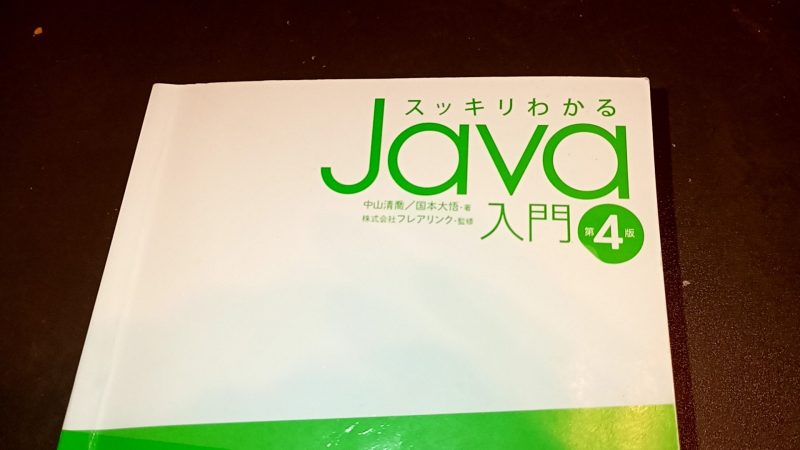 スッキリわかる
Java
入門
第4版
中山清喬／国本大悟・著
株式会社フレアリンク・監修